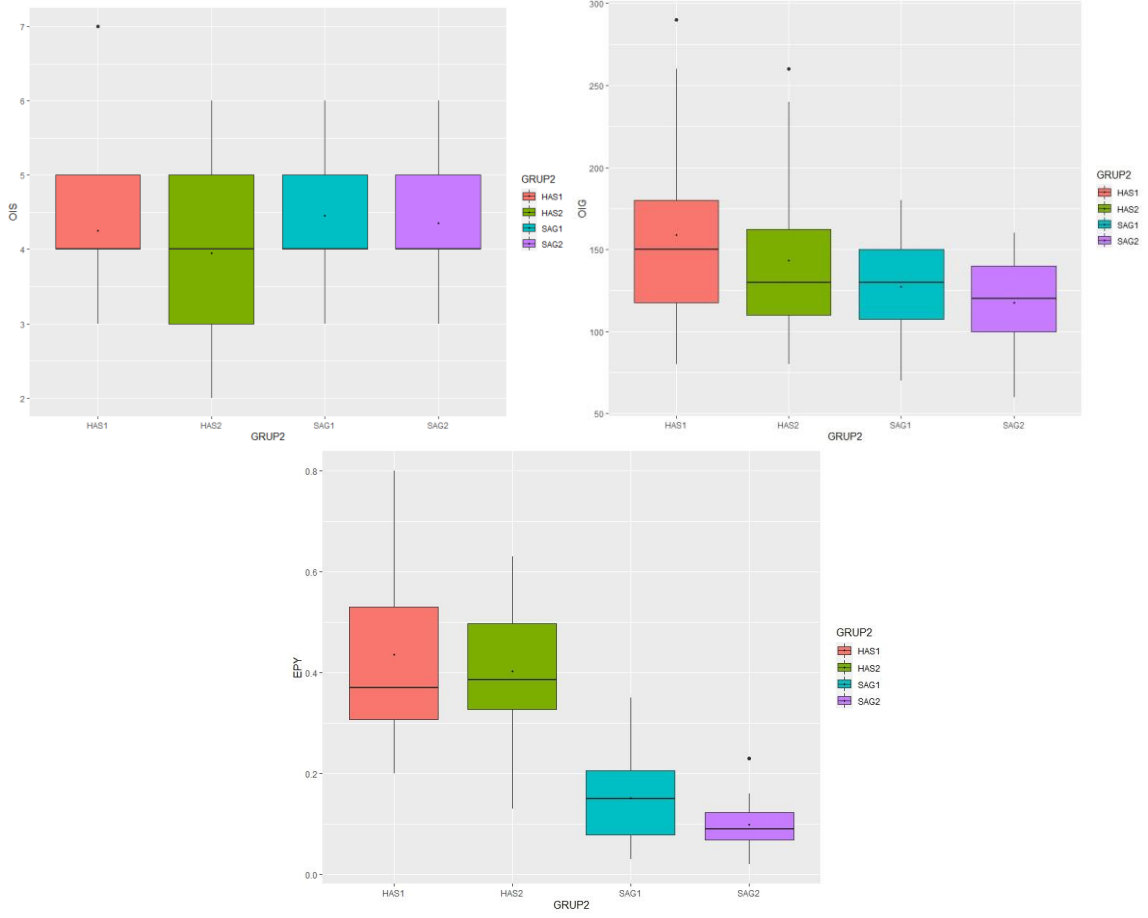 7
6
5
4
3
2
OIS
HAS1 HAS2 SAG1 SAG2
GRUP2
GRUP2
HAS1
HAS2
SAG1
SAG2
300
250
200
150
100
50
OIG
HAS1 HAS2 SAG1 SAG2
GRUP2
GRUP2
HAS1
HAS2
SAG1
SAG2
0.8
0.6
0.4
0.2
0.0
EPY
HAS1 HAS2 SAG1 SAG2
GRUP2
GRUP2
HAS1
HAS2
SAG1
SAG2